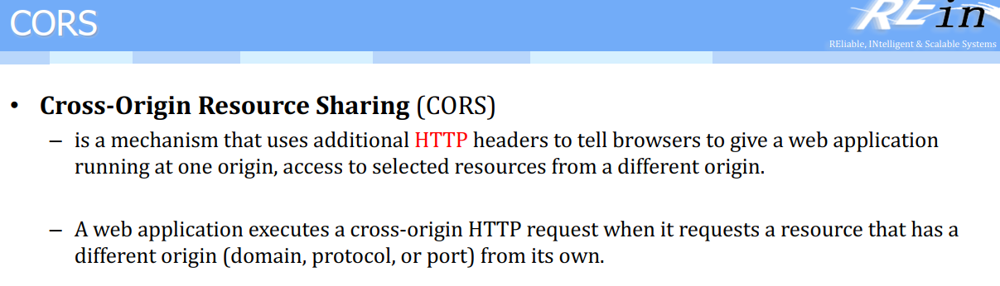 CORS
REin
REliable, INtelligent & Scalable Systems
• Cross-Origin Resource Sharing (CORS)
– is a mechanism that uses additional HTTP headers to tell browsers to give a web application
running at one origin, access to selected resources from a different origin.
– A web application executes a cross-origin HTTP request when it requests a resource that has a
different origin (domain, protocol, or port) from its own.